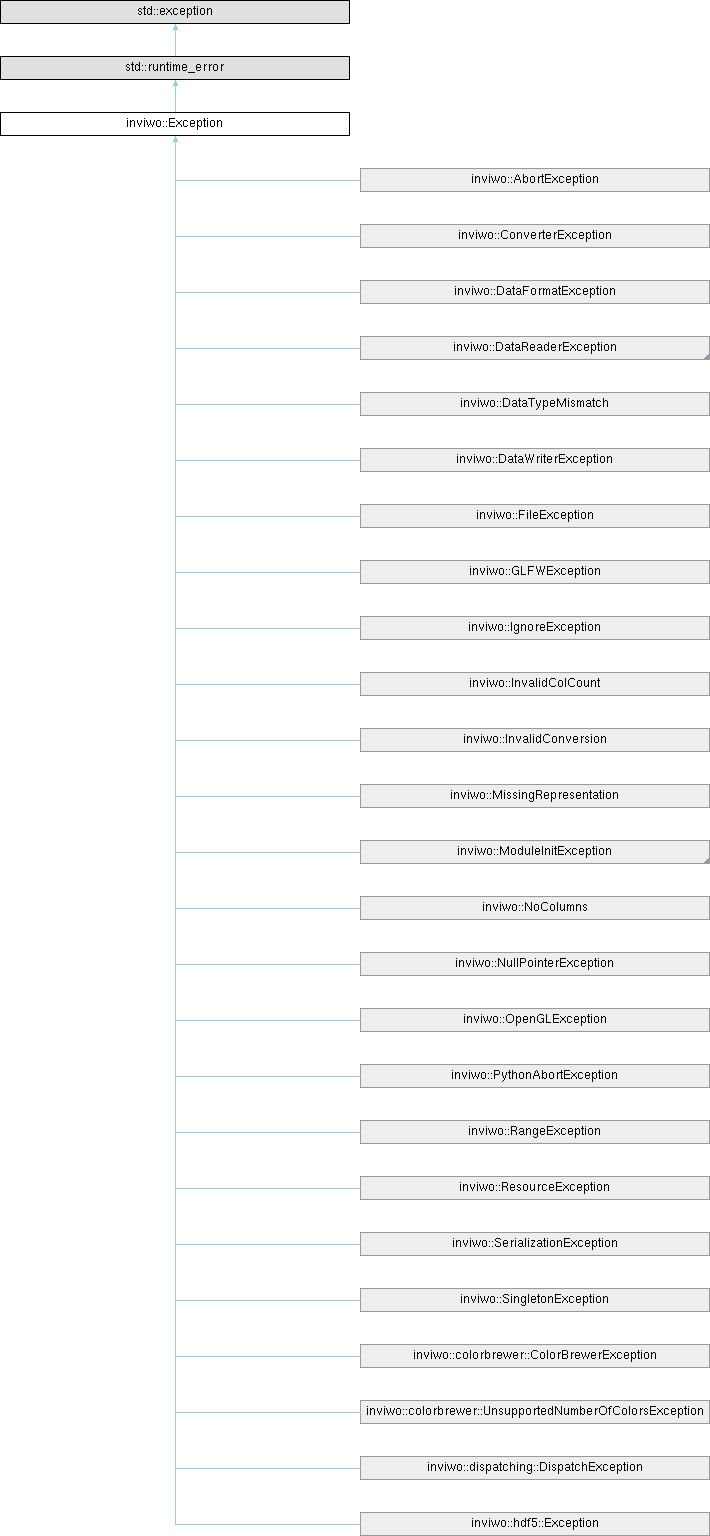 std::exception
std::runtime_error
inviwo::Exception
inviwo::AbortException
inviwo::ConverterException
inviwo::DataFormatException
inviwo::DataReaderException
inviwo::DataTypeMismatch
inviwo::DataWriterException
inviwo::FileException
inviwo::GLFWException
inviwo::IgnoreException
inviwo::InvalidColCount
inviwo::InvalidConversion
inviwo::MissingRepresentation
inviwo::ModuleInitException
inviwo::NoColumns
inviwo::NullPointerException
inviwo::OpenGLException
inviwo::PythonAbortException
inviwo::RangeException
inviwo::ResourceException
inviwo::SerializationException
inviwo::SingletonException
inviwo::colorbrewer::ColorBrewerException
inviwo::colorbrewer::UnsupportedNumberOfColorsException
inviwo::dispatching::DispatchException
inviwo::hdf5::Exception